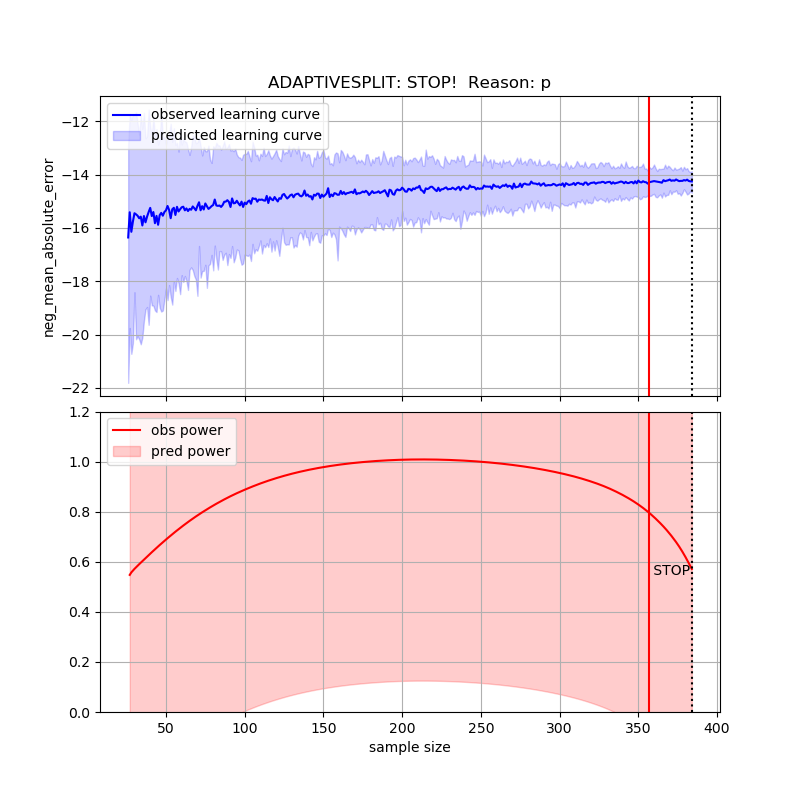 ADAPTIVESPLIT: STOP!  Reason: p
observed learning curve
predicted learning curve
neg_mean_absolute_error
−12
−14
−16
−18
−20
−22
obs power
pred power
1.2
1.0
0.8
0.6
0.4
0.2
0.0
STOP
50 100 150 200 250 300 350 400
sample size